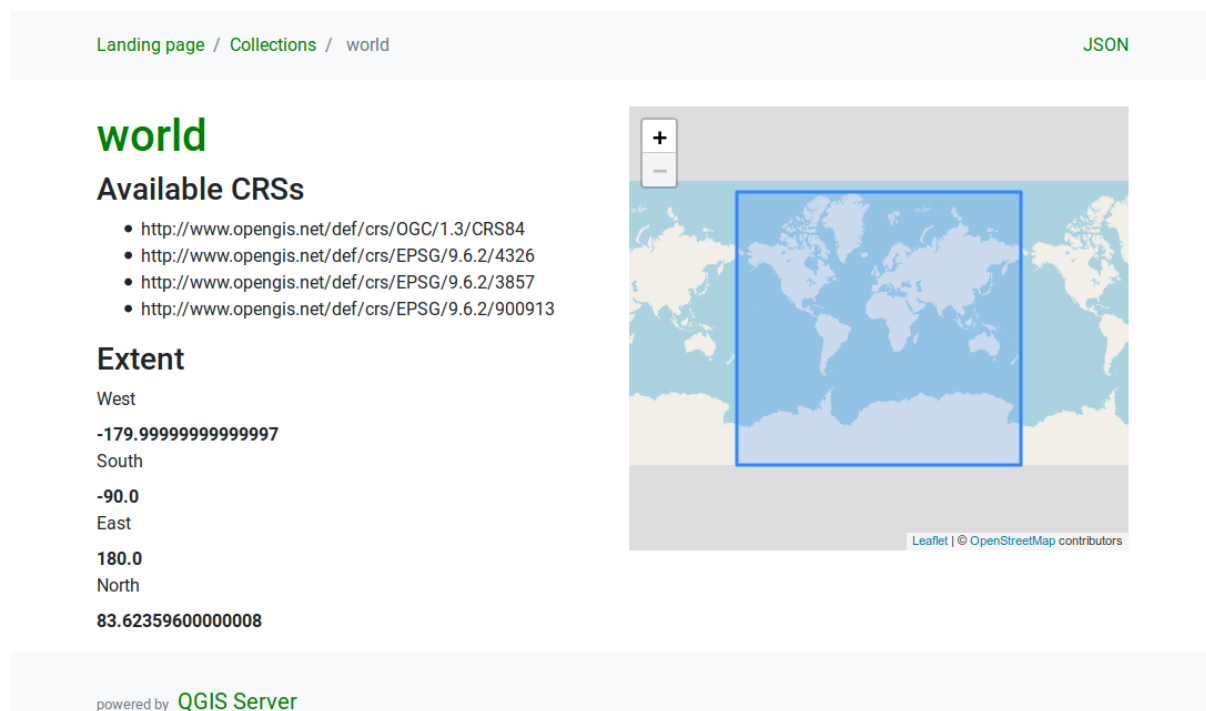 Landing page / Collections / world
JSON
world
Available CRSs
http://www.opengis.net/def/crs/OGC/1.3/CRS84
http://www.opengis.net/def/crs/EPSG/9.6.2/4326
http://www.opengis.net/def/crs/EPSG/9.6.2/3857
http://www.opengis.net/def/crs/EPSG/9.6.2/900913
Extent
West
-179.99999999999997
South
-90.0
East
180.0
North
83.62359600000008
+
−
Leaflet | © OpenStreetMap contributors
powered by QGIS Server